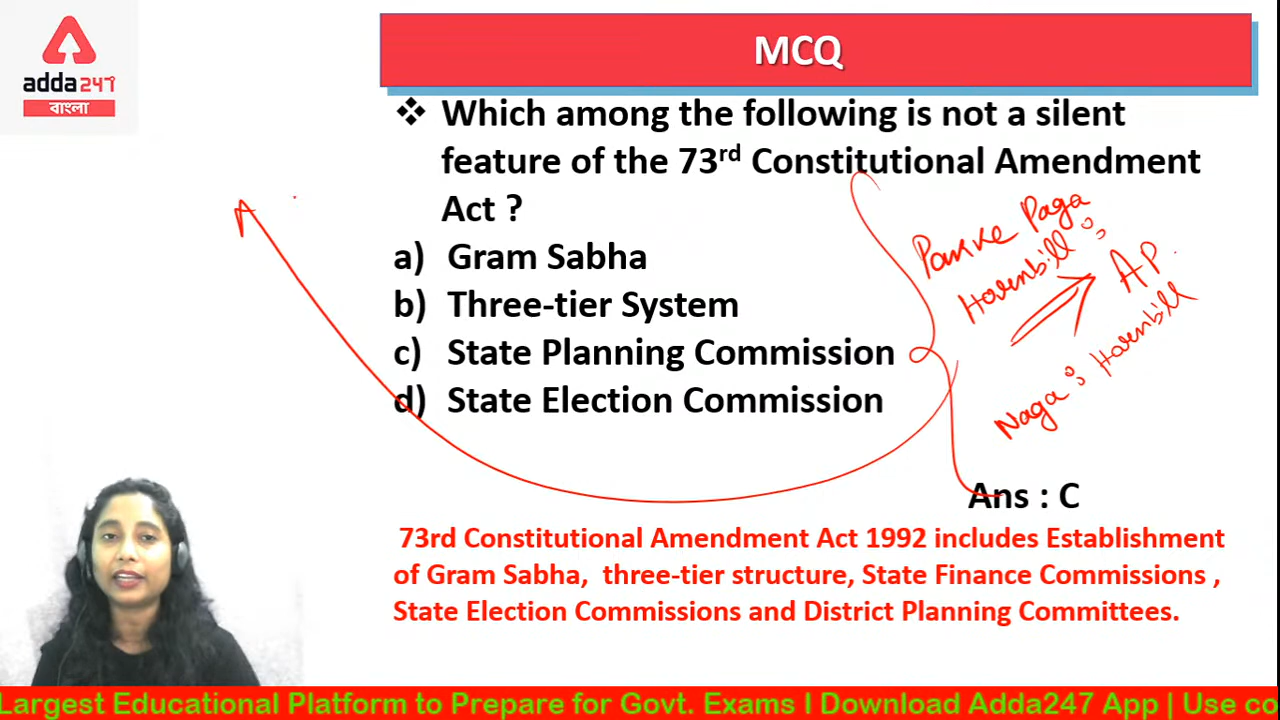 adda247
বাংলা
MCQ
❖ Which among the following is not a silent
feature of the 73rd Constitutional Amendment
Act ?
a) Gram Sabha
b) Three-tier System
c) State Planning Commission
d) State Election Commission
Pakke Paga
Hornbill :
AP.
Naga : Hornbill
Ans : C
73rd Constitutional Amendment Act 1992 includes Establishment
of Gram Sabha, three-tier structure, State Finance Commissions ,
State Election Commissions and District Planning Committees.
Largest Educational Platform to Prepare for Govt. Exams I Download Adda247 App | Use co